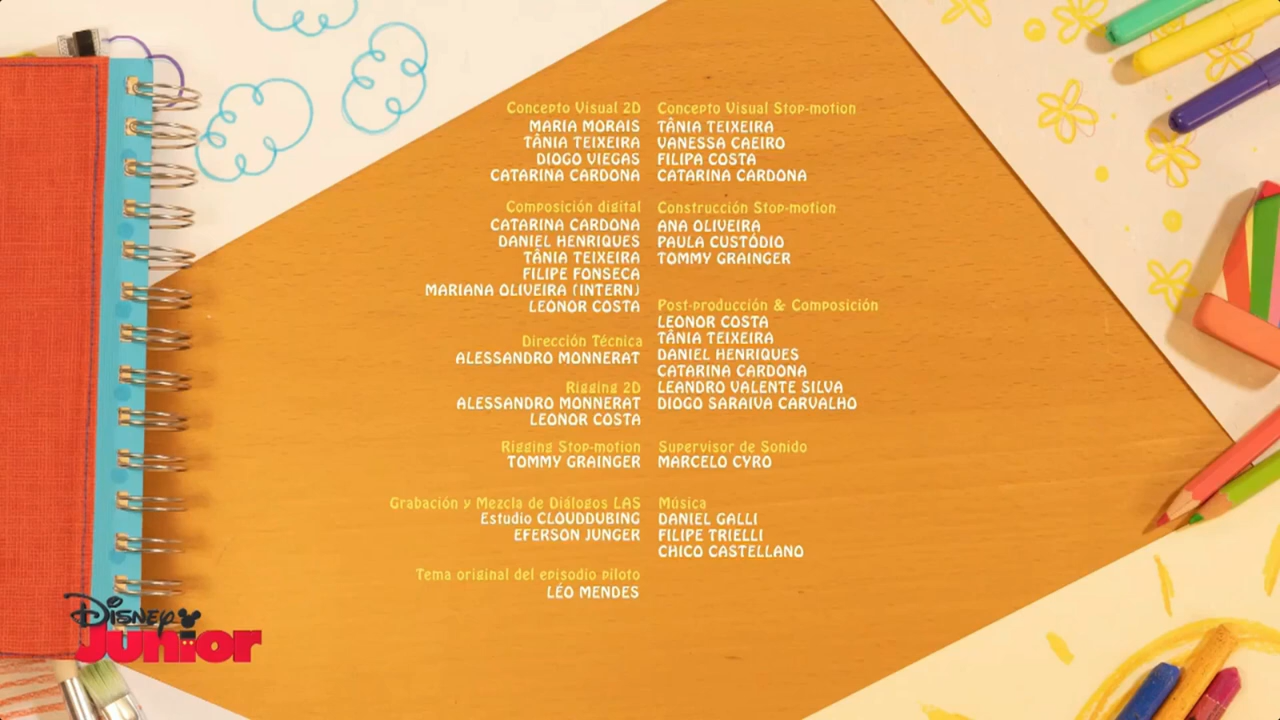 Concepto Visual 2D
MARIA MORAIS
TÂNIA TEIXEIRA
DIOGO VIEGAS
CATARINA CARDONA
Composición digital
CATARINA CARDONA
DANIEL HENRIQUES
TÂNIA TEIXEIRA
FILIPE FONSECA
MARIANA OLIVEIRA (INTERN)
LEONOR COSTA
Dirección Técnica
ALESSANDRO MONNERAT
Rigging 2D
ALESSANDRO MONNERAT
LEONOR COSTA
Rigging Stop-motion
TOMMY GRAINGER
Grabación y Mezcla de Diálogos LAS
Estudio CLOUDDUBING
EFERSON JUNGER
Tema original del episodio piloto
LÉO MENDES
Concepto Visual Stop-motion
TÂNIA TEIXEIRA
VANESSA CAEIRO
FILIPA COSTA
CATARINA CARDONA
Construcción Stop-motion
ANA OLIVEIRA
PAULA CUSTÓDIO
TOMMY GRAINGER
Post-producción & Composición
LEONOR COSTA
TÂNIA TEIXEIRA
DANIEL HENRIQUES
CATARINA CARDONA
LEANDRO VALENTE SILVA
DIOGO SARAIVA CARVALHO
Supervisor de Sonido
MARCELO CYRO
Música
DANIEL GALLI
FILIPE TRIELLI
CHICO CASTELLANO
Disney
Junior